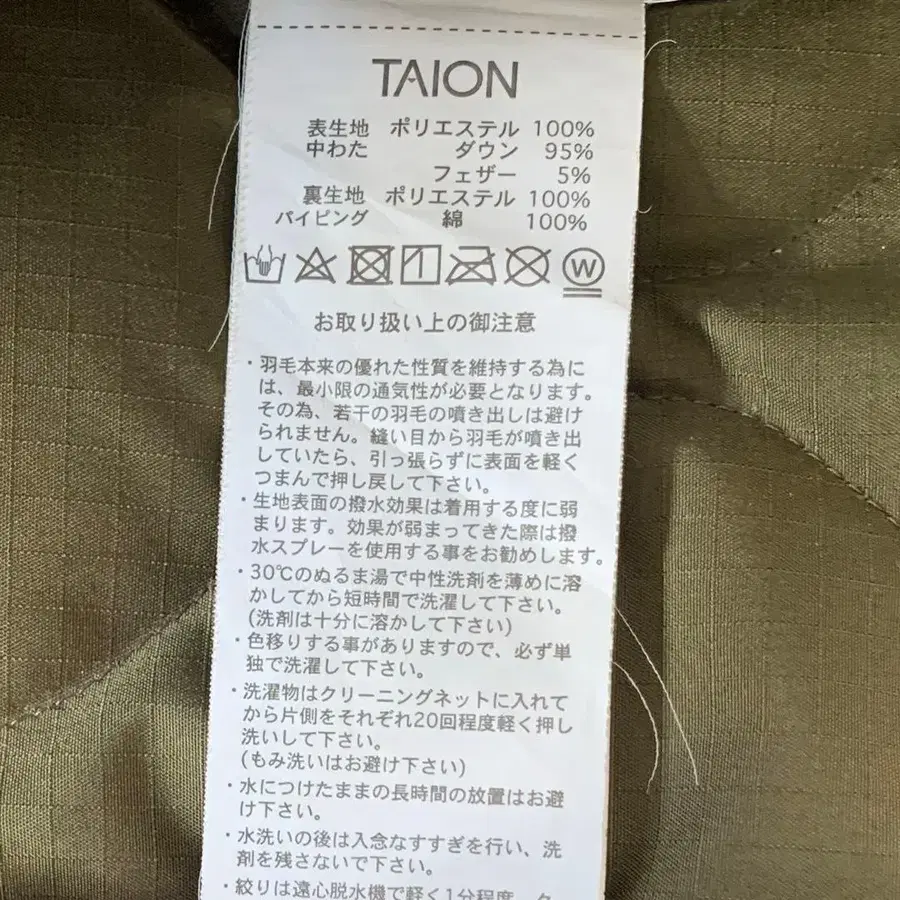 TAION
表生地 ポリエステル 100%
中わた ダウン 95%
フェザー 5%
裏生地 ポリエステル 100%
パイピング 綿 100%
W
お取り扱い上の御注意
・羽毛本来の優れた性質を維持する為に
は、最小限の通気性が必要となります。
その為、若干の羽毛の噴き出しは避け
られません。縫い目から羽毛が噴き出
していたら、引っ張らずに表面を軽く
つまんで押し戻して下さい。
・生地表面の撥水効果は着用する度に弱
まります。効果が弱まってきた際は撥
水スプレーを使用する事をお勧めします。
・30℃のぬるま湯で中性洗剤を薄めに溶
かしてから短時間で洗濯して下さい。
(洗剤は十分に溶かして下さい)
・色移りする事がありますので、必ず単
独で洗濯して下さい。
・洗濯物はクリーニングネットに入れて
から片側をそれぞれ20回程度軽く押し
洗いして下さい。
(もみ洗いはお避け下さい)
・水につけたままの長時間の放置はお避
け下さい。
・水洗いの後は入念なすすぎを行い、洗
剤を残さないで下さい。
・絞りは遠心脱水機で軽く1分程度、タ